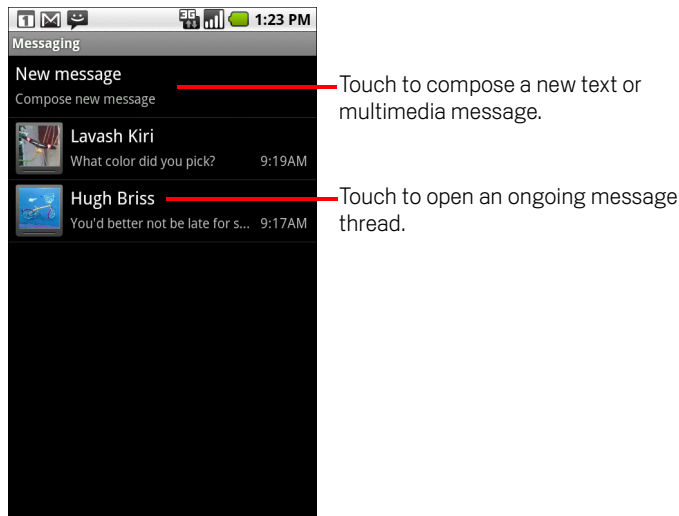 1 3G 1:23 PM
Messaging
New message
Compose new message
Touch to compose a new text or
multimedia message.
Lavash Kiri
What color did you pick? 9:19AM
Hugh Briss
You'd better not be late for s... 9:17AM
Touch to open an ongoing message
thread.